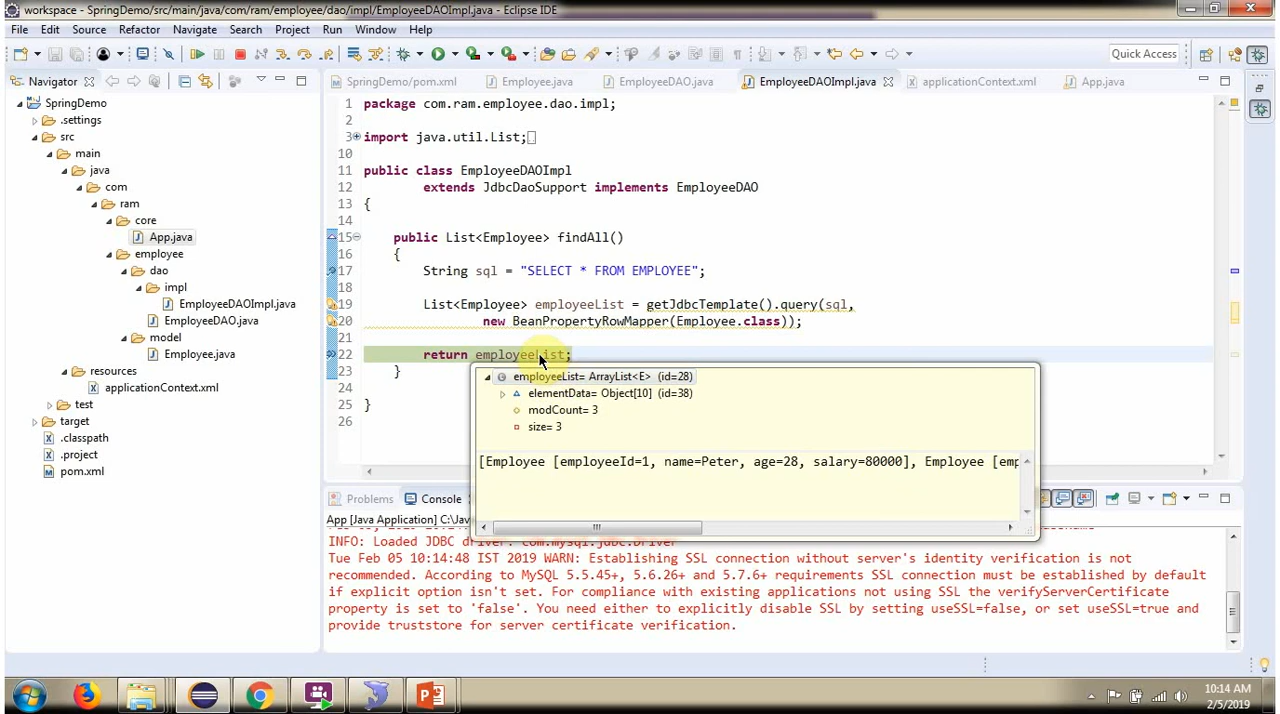 workspace - SpringDemo/src/main/java/com/ram/employee/dao/impl/EmployeeDAOImpl.java - Eclipse IDE
File Edit Source Refactor Navigate Search Project Run Window Help
Quick Access
Navigator
SpringDemo/pom.xml Employee.java EmployeeDAO.java EmployeeDAOImpl.java applicationContext.xml App.java
SpringDemo
.settings
src
main
java
com
ram
core
App.java
employee
dao
impl
EmployeeDAOImpl.java
EmployeeDAO.java
model
Employee.java
resources
applicationContext.xml
test
target
.classpath
.project
pom.xml
1 package com.ram.employee.dao.impl;
2
3 import java.util.List;
10
11 public class EmployeeDAOImpl
12 extends JdbcDaoSupport implements EmployeeDAO
13 {
14
15 public List<Employee> findAll()
16 {
17 String sql = "SELECT * FROM EMPLOYEE";
18
19 List<Employee> employeeList = getJdbcTemplate().query(sql,
20 new BeanPropertyRowMapper(Employee.class));
21
22 return employeeList;
23 }
24
25 }
26
employeeList= ArrayList<E> (id=28)
elementData= Object[10] (id=38)
modCount= 3
size= 3
[Employee [employeeId=1, name=Peter, age=28, salary=80000], Employee [emp
Problems Console
App [Java Application] C:\Java
INFO: Loaded JDBC driver: com.mysql.jdbc.Driver
Tue Feb 05 10:14:48 IST 2019 WARN: Establishing SSL connection without server's identity verification is not
recommended. According to MySQL 5.5.45+, 5.6.26+ and 5.7.6+ requirements SSL connection must be established by default
if explicit option isn't set. For compliance with existing applications not using SSL the verifyServerCertificate
property is set to 'false'. You need either to explicitly disable SSL by setting useSSL=false, or set useSSL=true and
provide truststore for server certificate verification.
10:14 AM
2/5/2019